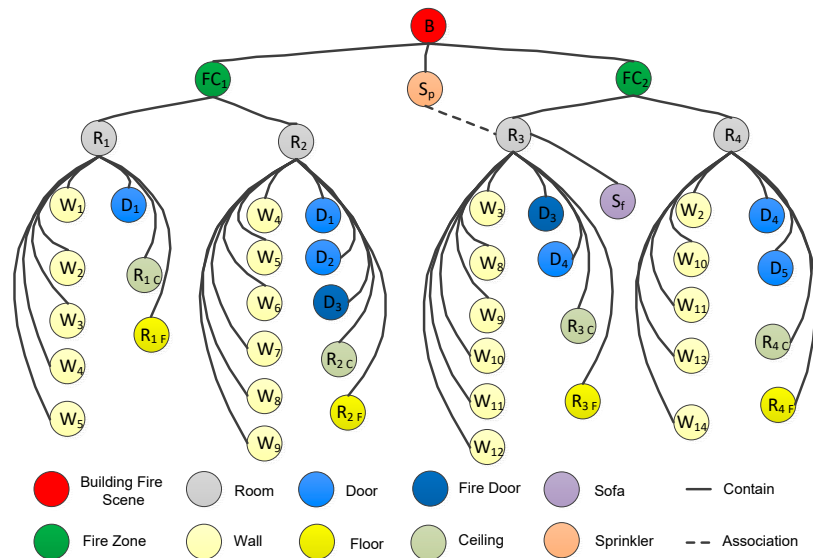 B
FC1
Sp
FC2
R1
R2
R3
R4
W1
D1
W4
D1
W3
D3
Sf
W2
D4
W2
R1 C
W5
D2
W8
D4
W10
D5
W3
R1 F
W6
D3
W9
R3 C
W11
W4
W7
R2 C
W10
W13
R4 C
W5
W8
R2 F
W11
R3 F
W14
R4 F
W9
W12
Building Fire
Scene
Room
Door
Fire Door
Sofa
Contain
Fire Zone
Wall
Floor
Ceiling
Sprinkler
Association